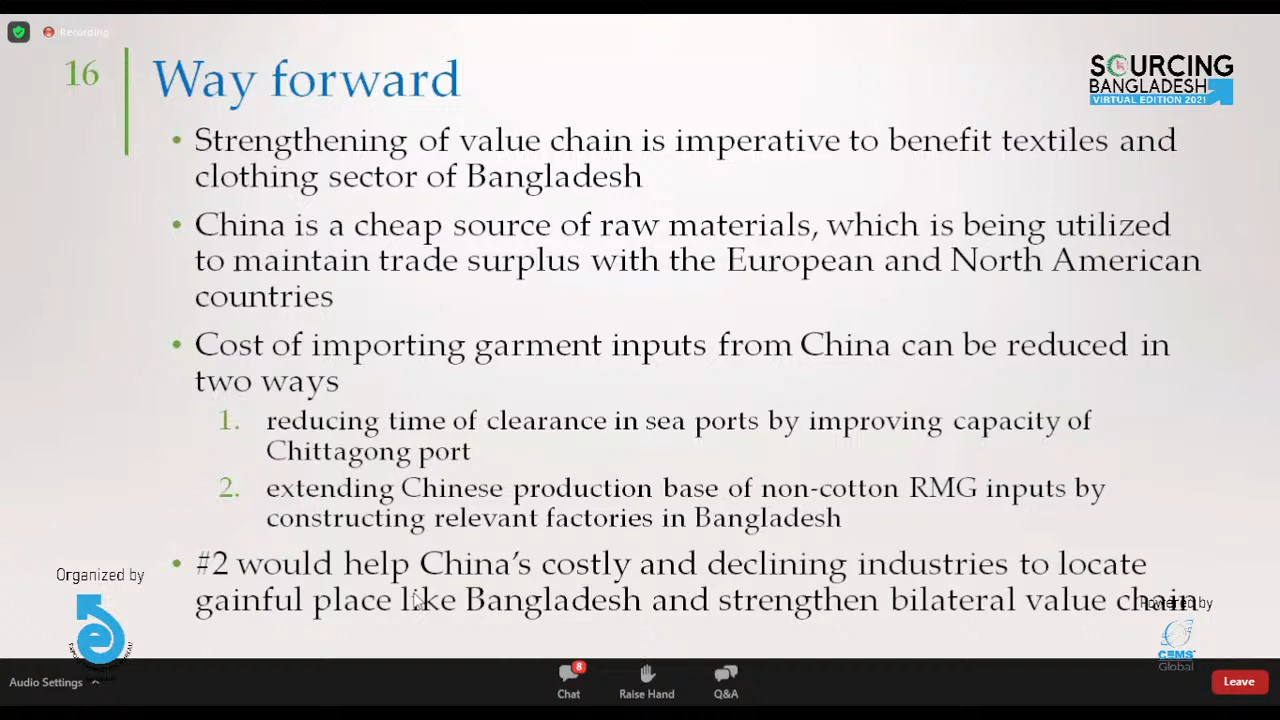 Recording
16
Way forward
SOURCING
BANGLADESH
VIRTUAL EDITION 2021
• Strengthening of value chain is imperative to benefit textiles and
clothing sector of Bangladesh
• China is a cheap source of raw materials, which is being utilized
to maintain trade surplus with the European and North American
countries
• Cost of importing garment inputs from China can be reduced in
two ways
1. reducing time of clearance in sea ports by improving capacity of
Chittagong port
2. extending Chinese production base of non-cotton RMG inputs by
constructing relevant factories in Bangladesh
• #2 would help China's costly and declining industries to locate
gainful place like Bangladesh and strengthen bilateral value chain
Organized by
Powered by
CEMS
Global
Audio Settings
8
Chat
Raise Hand
Q&A
Leave